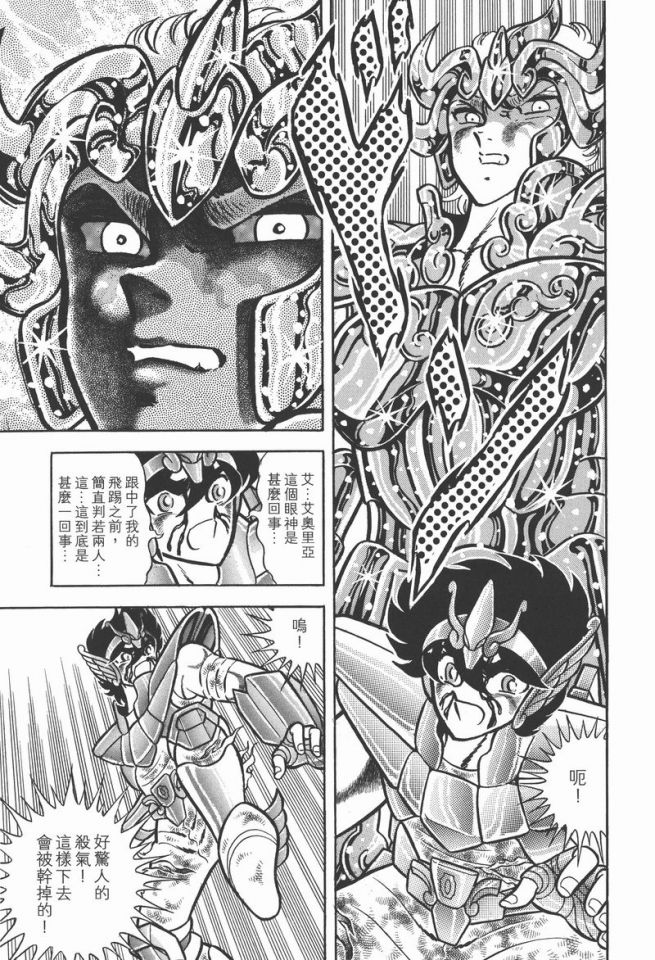 呃！
艾…艾奧里亞
這個眼神是
甚麼回事…
跟中了我的
飛踢之前，
簡直判若兩人…
這…這到底是
甚麼一回事…
嗚！
好驚人的
殺氣！
這樣下去
會被幹掉的！